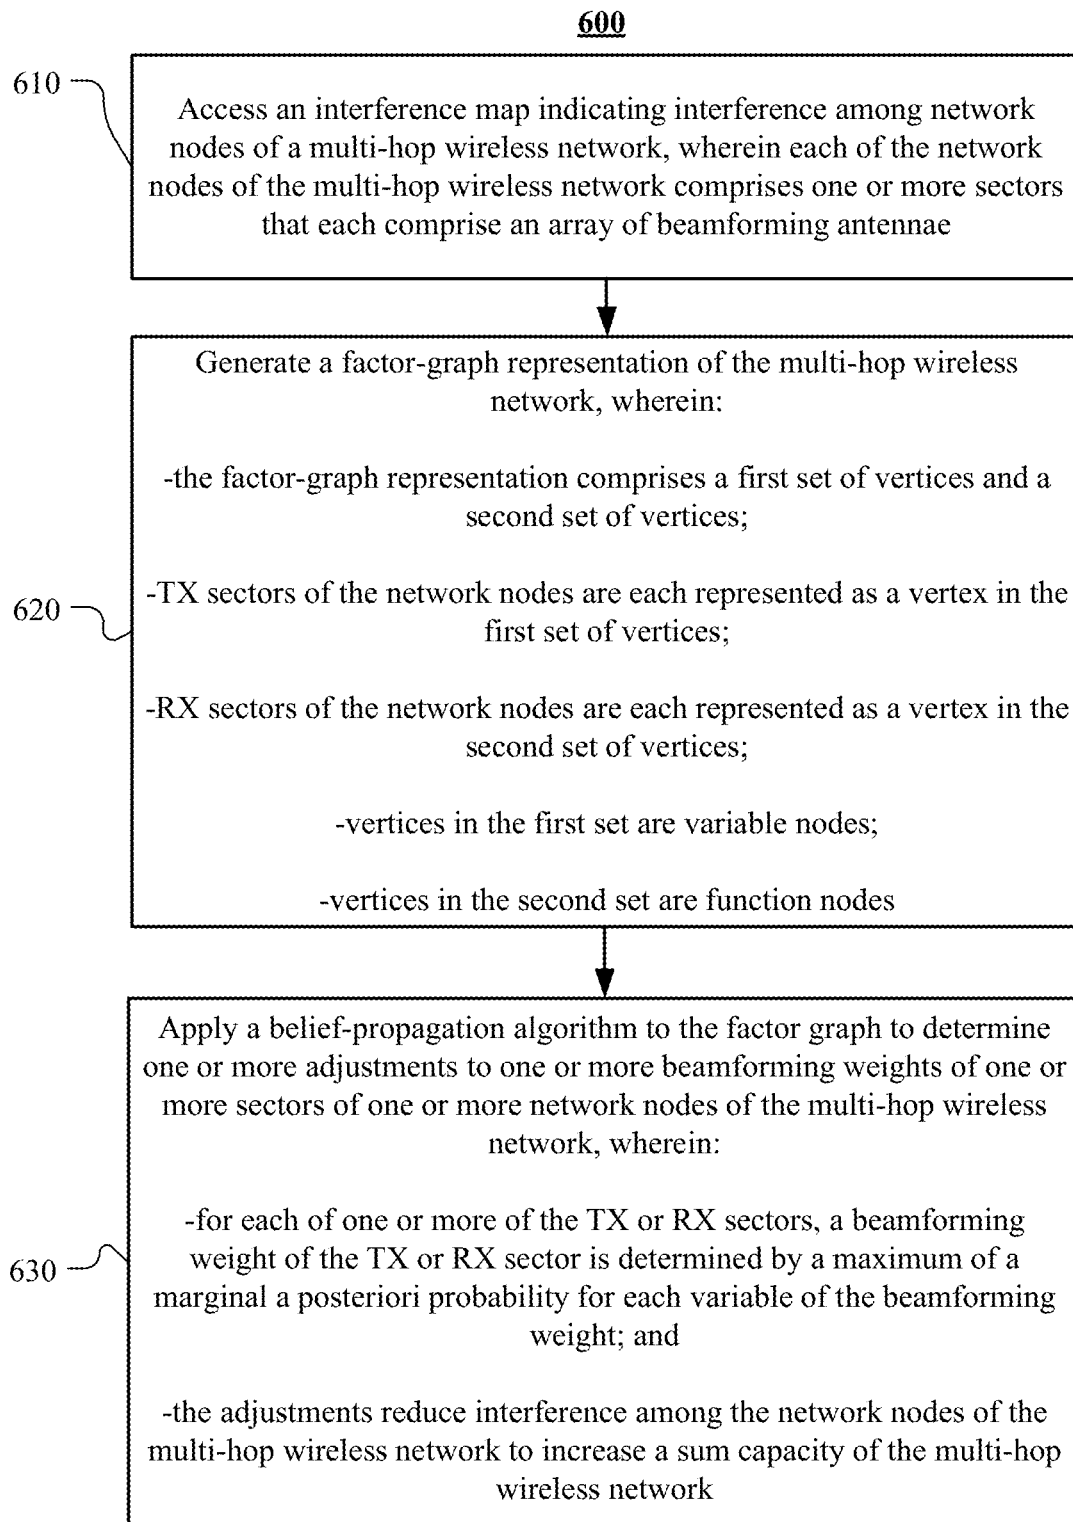 600
610
Access an interference map indicating interference among network
nodes of a multi-hop wireless network, wherein each of the network
nodes of the multi-hop wireless network comprises one or more sectors
that each comprise an array of beamforming antennae
620
Generate a factor-graph representation of the multi-hop wireless
network, wherein:
-the factor-graph representation comprises a first set of vertices and a
second set of vertices;
-TX sectors of the network nodes are each represented as a vertex in the
first set of vertices;
-RX sectors of the network nodes are each represented as a vertex in the
second set of vertices;
-vertices in the first set are variable nodes;
-vertices in the second set are function nodes
630
Apply a belief-propagation algorithm to the factor graph to determine
one or more adjustments to one or more beamforming weights of one or
more sectors of one or more network nodes of the multi-hop wireless
network, wherein:
-for each of one or more of the TX or RX sectors, a beamforming
weight of the TX or RX sector is determined by a maximum of a
marginal a posteriori probability for each variable of the beamforming
weight; and
-the adjustments reduce interference among the network nodes of the
multi-hop wireless network to increase a sum capacity of the multi-hop
wireless network